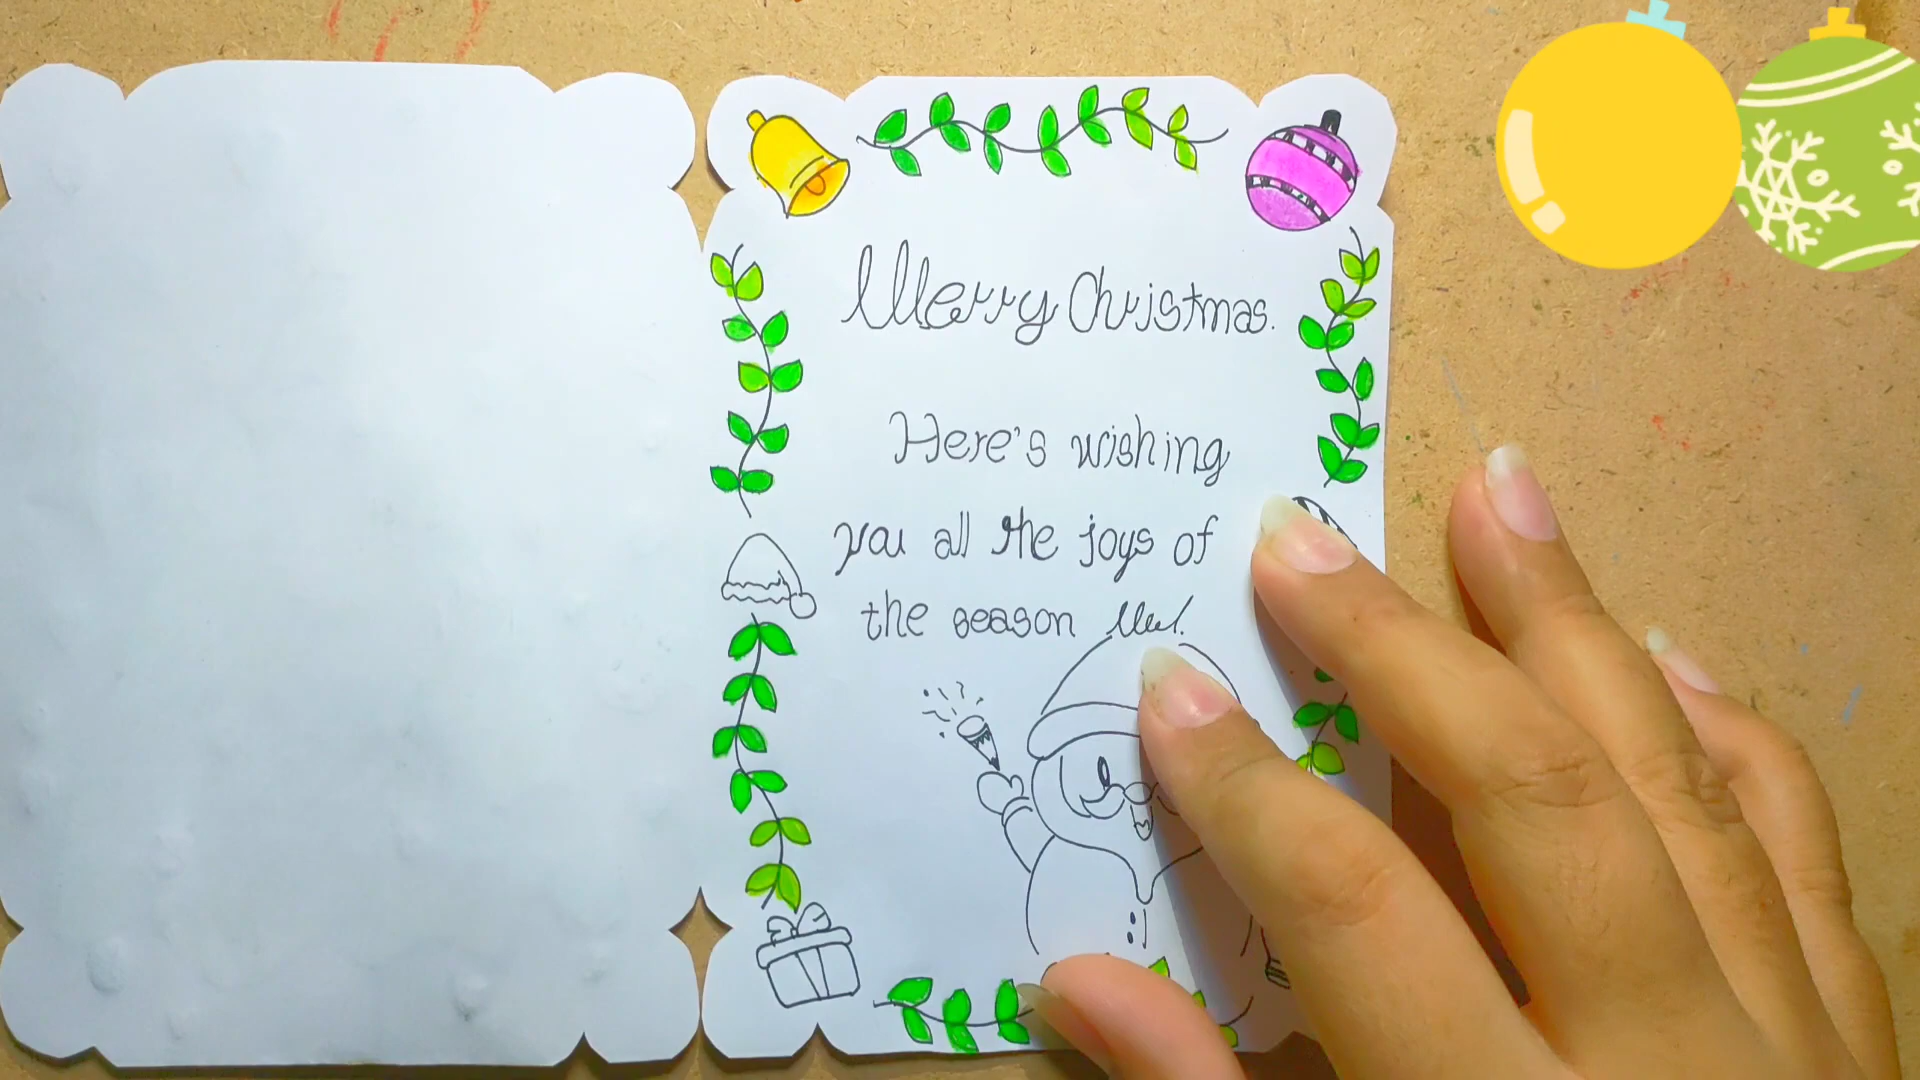 Merry Christmas.
Here's wishing
you all the joys of
the season